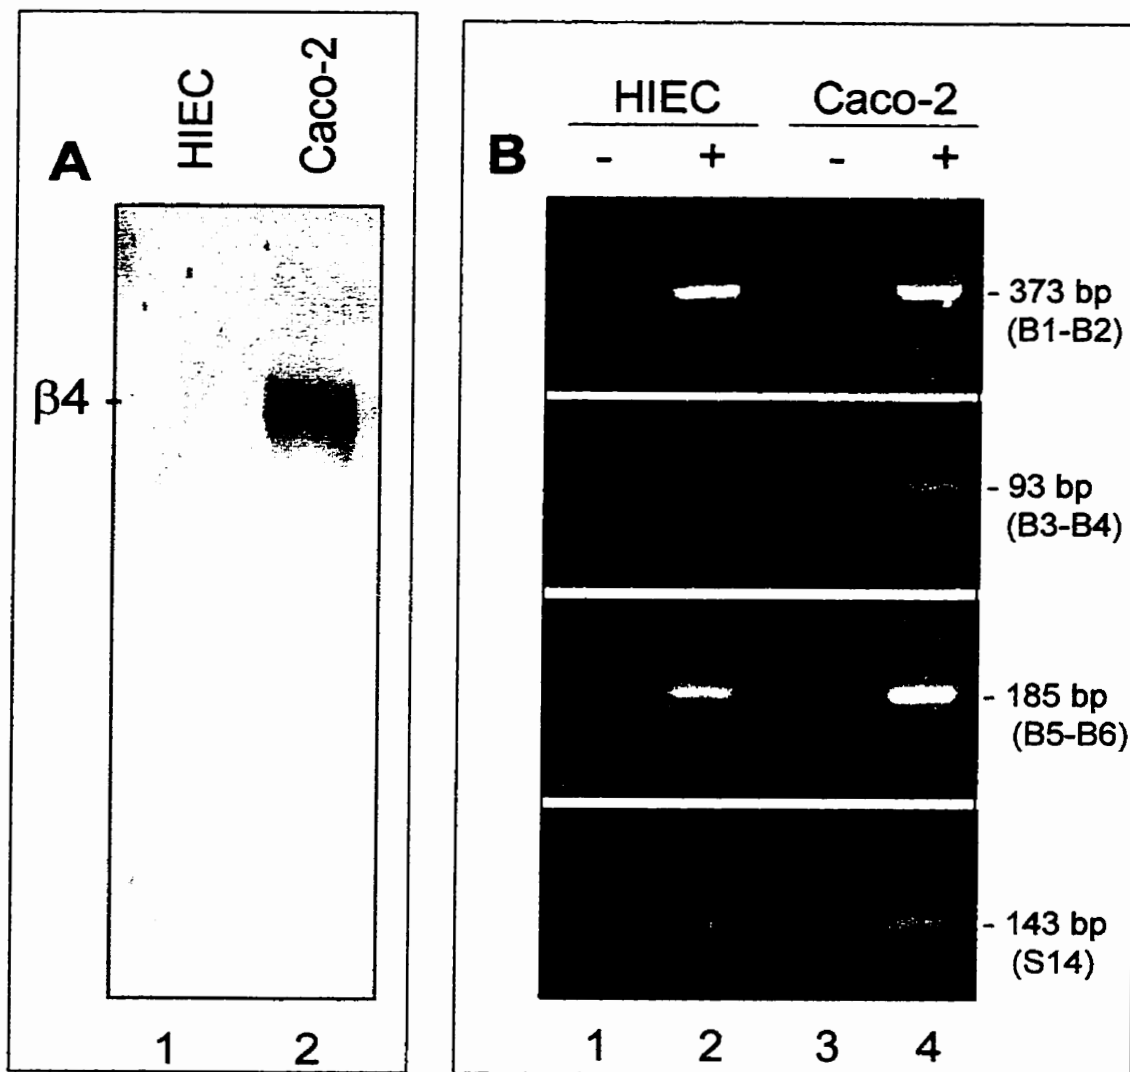 A
HIEC
Caco-2
β4
1 2
B
HIEC Caco-2
- + - +
- 373 bp
(B1-B2)
- 93 bp
(B3-B4)
- 185 bp
(B5-B6)
- 143 bp
(S14)
1 2 3 4